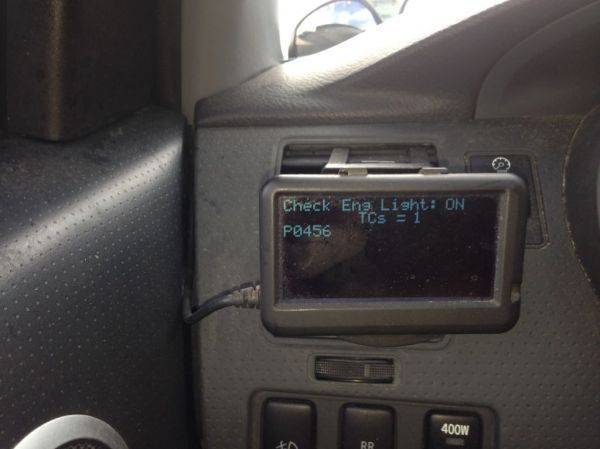 Check Eng Light: ON
TCs = 1
P0456
RR
400W